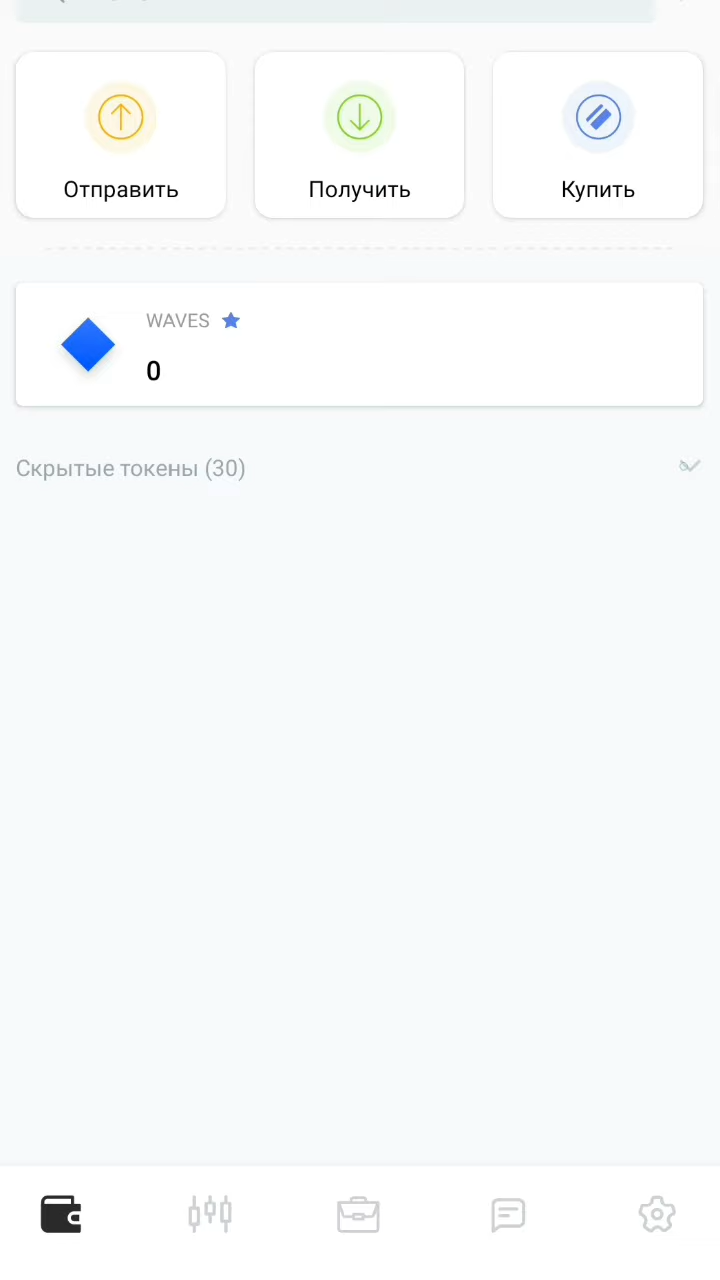 Отправить
Получить
Купить
WAVES
0
Скрытые токены (30)